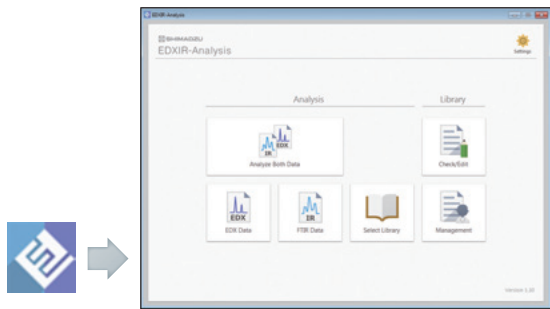 EDXIR-Analysis
SHIMADZU
EDXIR-Analysis
Settings
Analysis
Library
IR
EDX
Analyze Both Data
Check/Edit
EDX
IR
EDX Data
FTIR Data
Select Library
Management